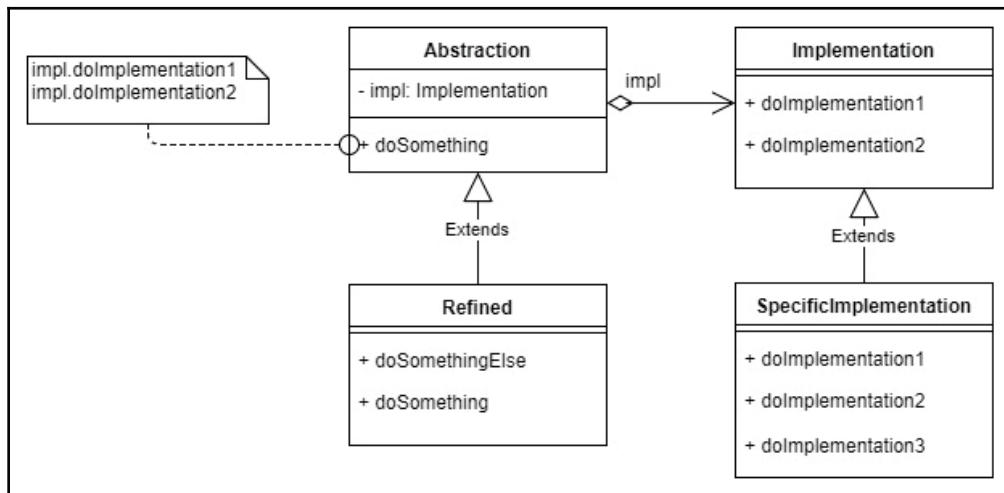 impl.doImplementation1
impl.doImplementation2
Abstraction
- impl: Implementation
+ doSomething
impl
Implementation
+ doImplementation1
+ doImplementation2
Extends
Extends
Refined
+ doSomethingElse
+ doSomething
SpecificImplementation
+ doImplementation1
+ doImplementation2
+ doImplementation3